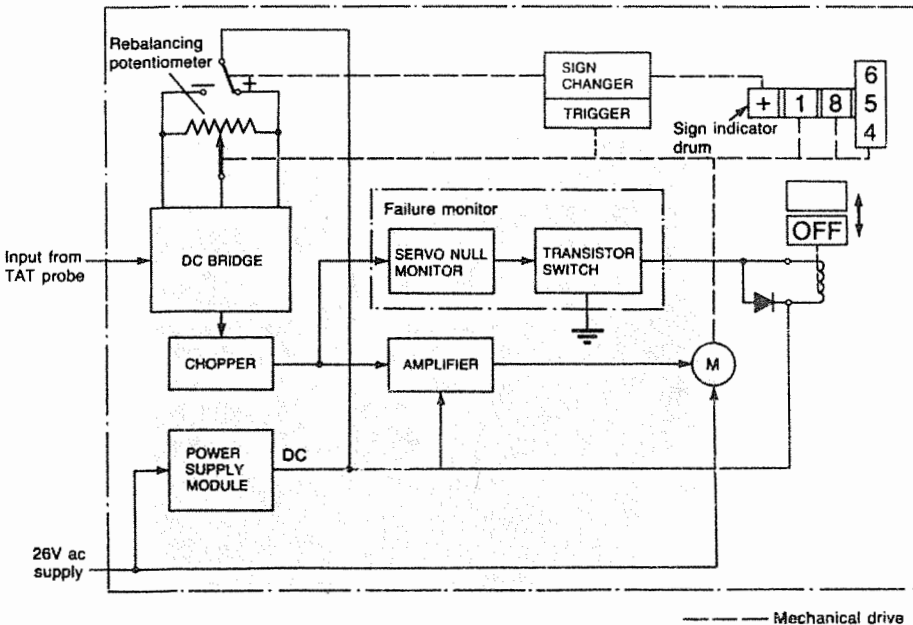 Rebalancing
potentiometer
–
+
SIGN
CHANGER
TRIGGER
+ 1 8
6
5
4
Sign indicator
drum
Failure monitor
OFF
Input from
TAT probe
DC BRIDGE
SERVO NULL
MONITOR
TRANSISTOR
SWITCH
CHOPPER
AMPLIFIER
M
POWER
SUPPLY
MODULE
DC
26V ac
supply
Mechanical drive